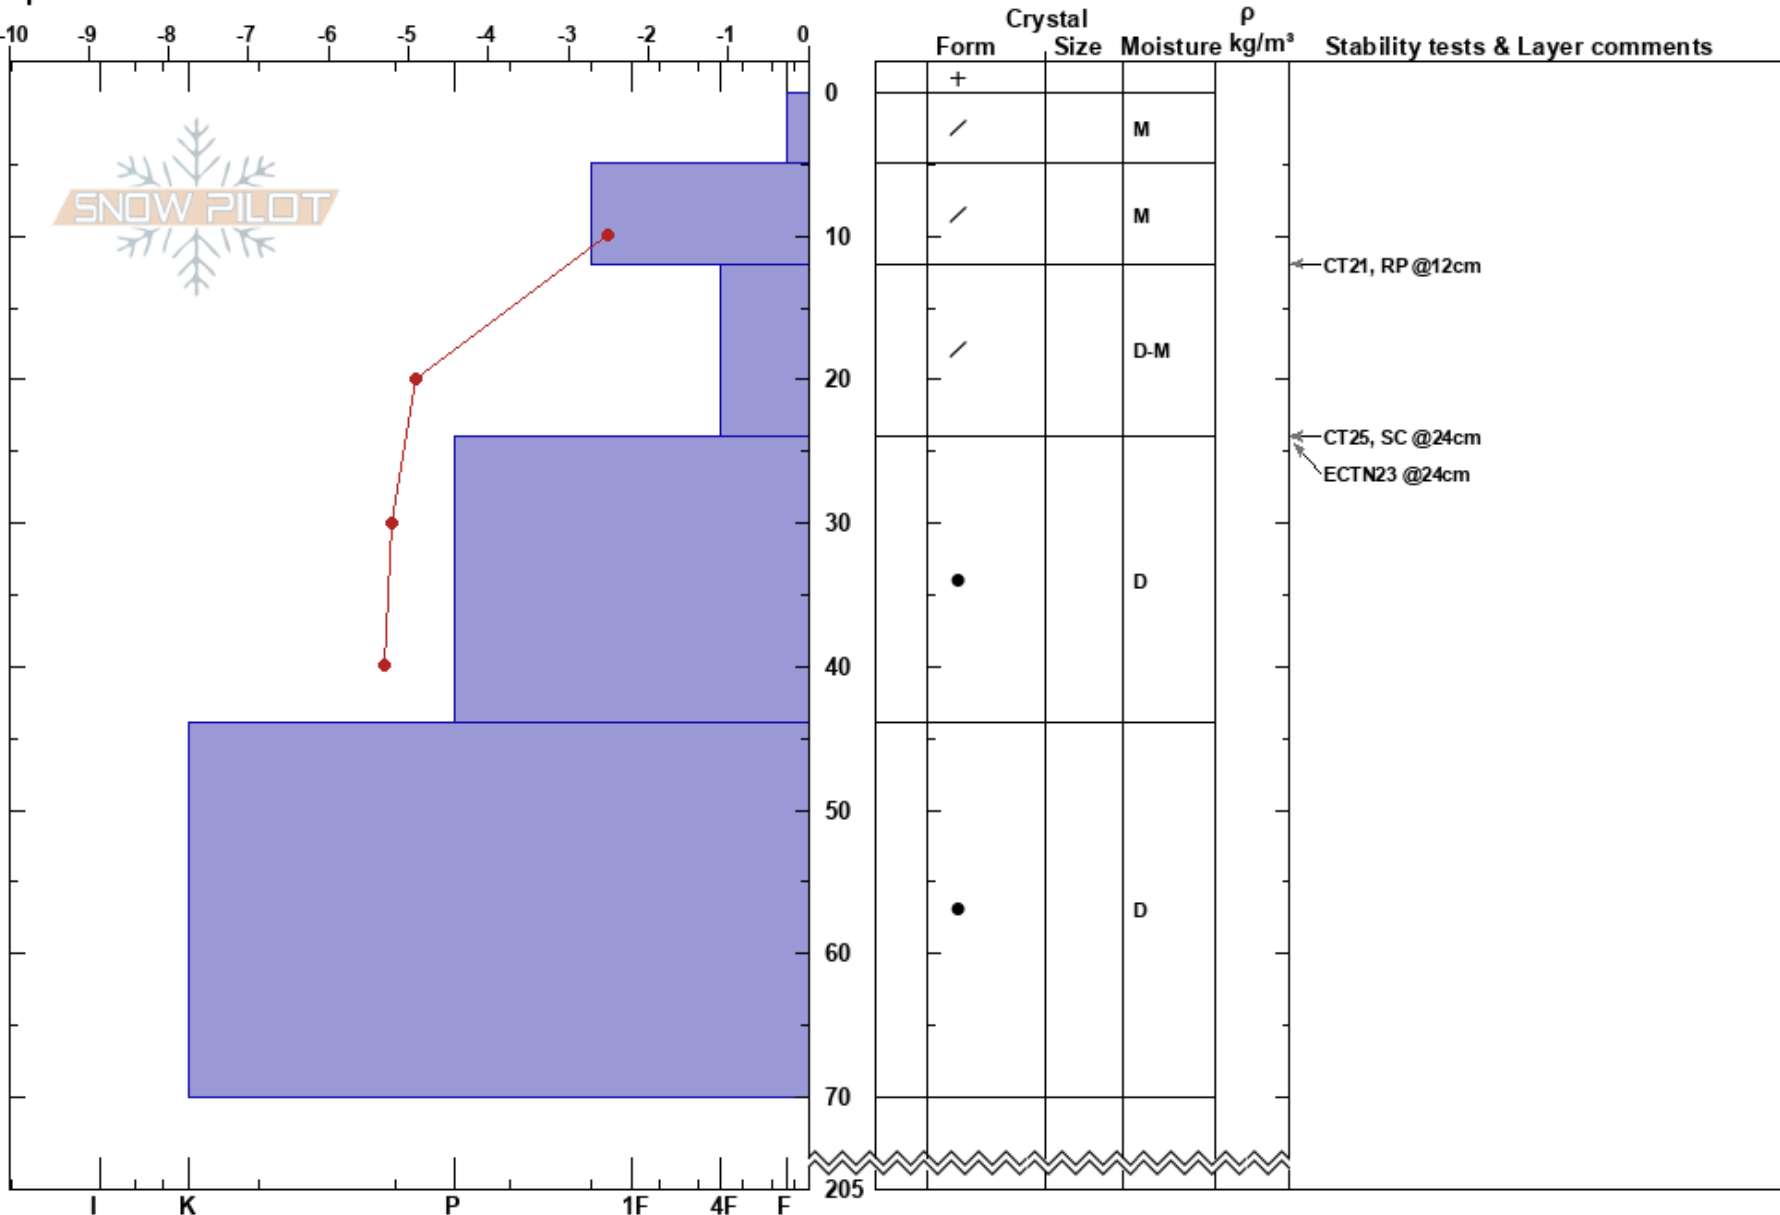 Crystal ρ
-10 -9 -8 -7 -6 -5 -4 -3 -2 -1 0 Form Size Moisture kg/m³ Stability tests & Layer comments
+
0
M
SNOW PILOT
M
10
CT21, RP @12cm
D-M
20
CT25, SC @24cm
ECTN23 @24cm
30
D
40
50
D
60
70
205
I K P 1F 4F F